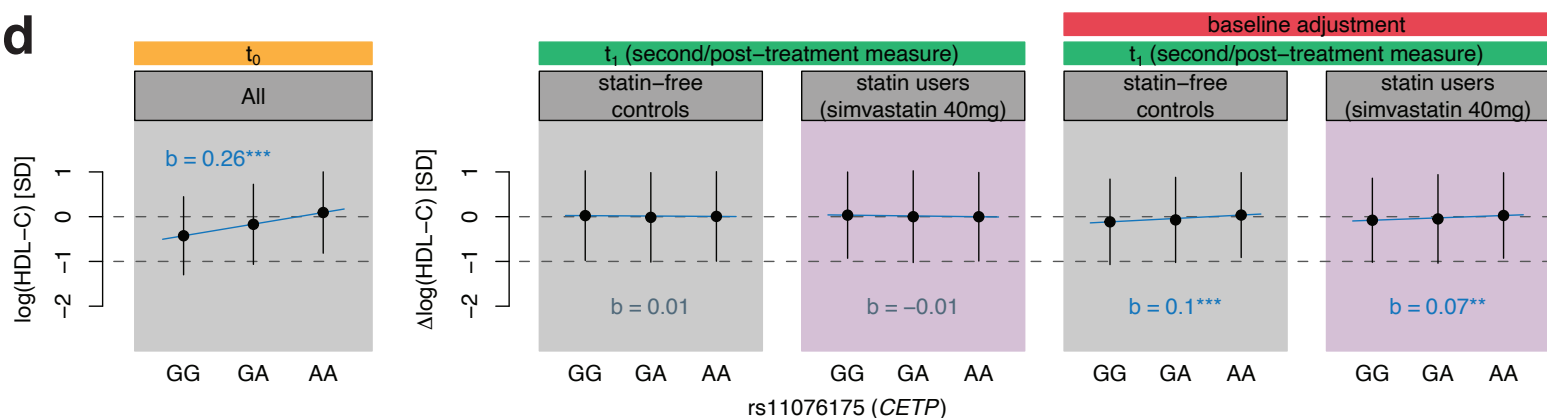 d
baseline adjustment
t0
t1 (second/post−treatment measure)
t1 (second/post−treatment measure)
All
statin−free
controls
statin users
(simvastatin 40mg)
statin−free
controls
statin users
(simvastatin 40mg)
log(HDL−C) [SD]
1
0
−1
−2
b = 0.26***
Δlog(HDL−C) [SD]
1
0
−1
−2
b = 0.01
b = −0.01
b = 0.1***
b = 0.07**
GG GA AA
GG GA AA
GG GA AA
GG GA AA
GG GA AA
rs11076175 (CETP)